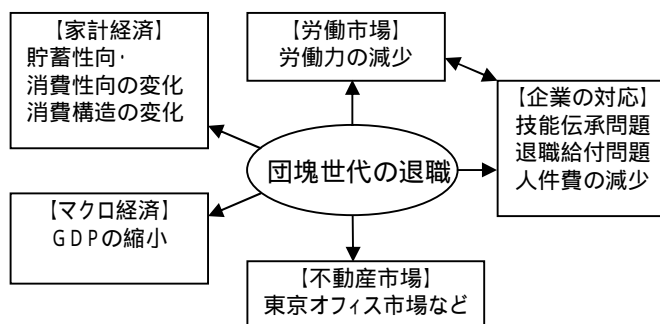 【家計経済】
貯蓄性向・
消費性向の変化
消費構造の変化
【労働市場】
労働力の減少
【企業の対応】
技能伝承問題
退職給付問題
人件費の減少
団塊世代の退職
【マクロ経済】
GDPの縮小
【不動産市場】
東京オフィス市場など